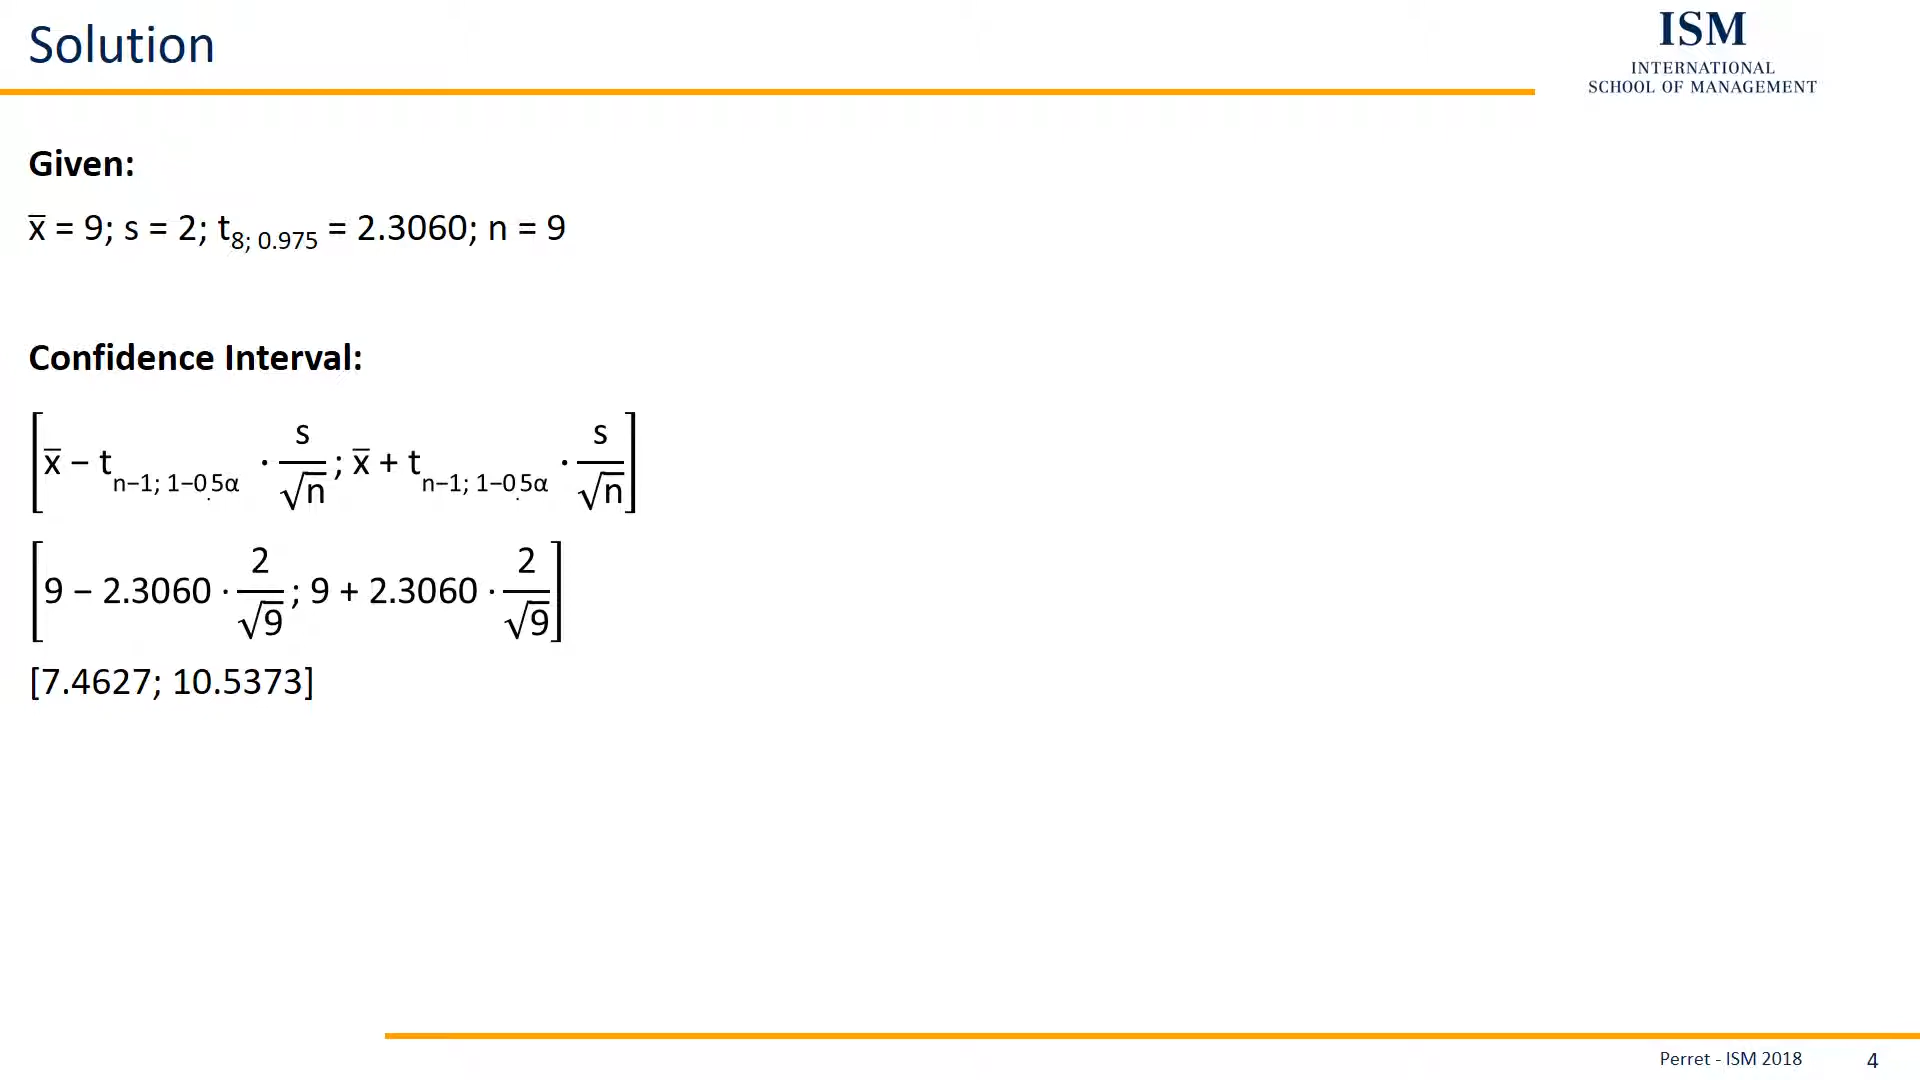 Solution
ISM
INTERNATIONAL
SCHOOL OF MANAGEMENT
Given:
x̅ = 9; s = 2; t₈; ₀.₉₇₅ = 2.3060; n = 9
Confidence Interval:
[x̅ − t_{n−1; 1−0.5α} · s/√n ; x̅ + t_{n−1; 1−0.5α} · s/√n]
[9 − 2.3060 · 2/√9 ; 9 + 2.3060 · 2/√9]
[7.4627; 10.5373]
Perret - ISM 2018
4